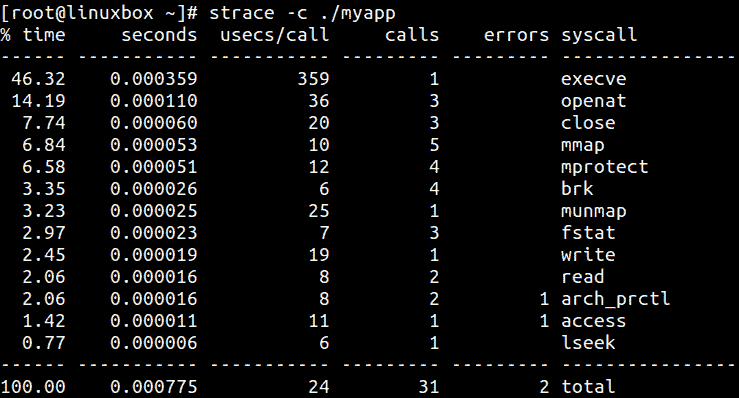 [root@linuxbox ~]# strace -c ./myapp
% time     seconds  usecs/call     calls    errors syscall
------ ----------- ----------- --------- --------- ----------------
 46.32    0.000359         359         1           execve
 14.19    0.000110          36         3           openat
  7.74    0.000060          20         3           close
  6.84    0.000053          10         5           mmap
  6.58    0.000051          12         4           mprotect
  3.35    0.000026           6         4           brk
  3.23    0.000025          25         1           munmap
  2.97    0.000023           7         3           fstat
  2.45    0.000019          19         1           write
  2.06    0.000016           8         2           read
  2.06    0.000016           8         2         1 arch_prctl
  1.42    0.000011          11         1         1 access
  0.77    0.000006           6         1           lseek
------ ----------- ----------- --------- --------- ----------------
100.00    0.000775          24        31         2 total